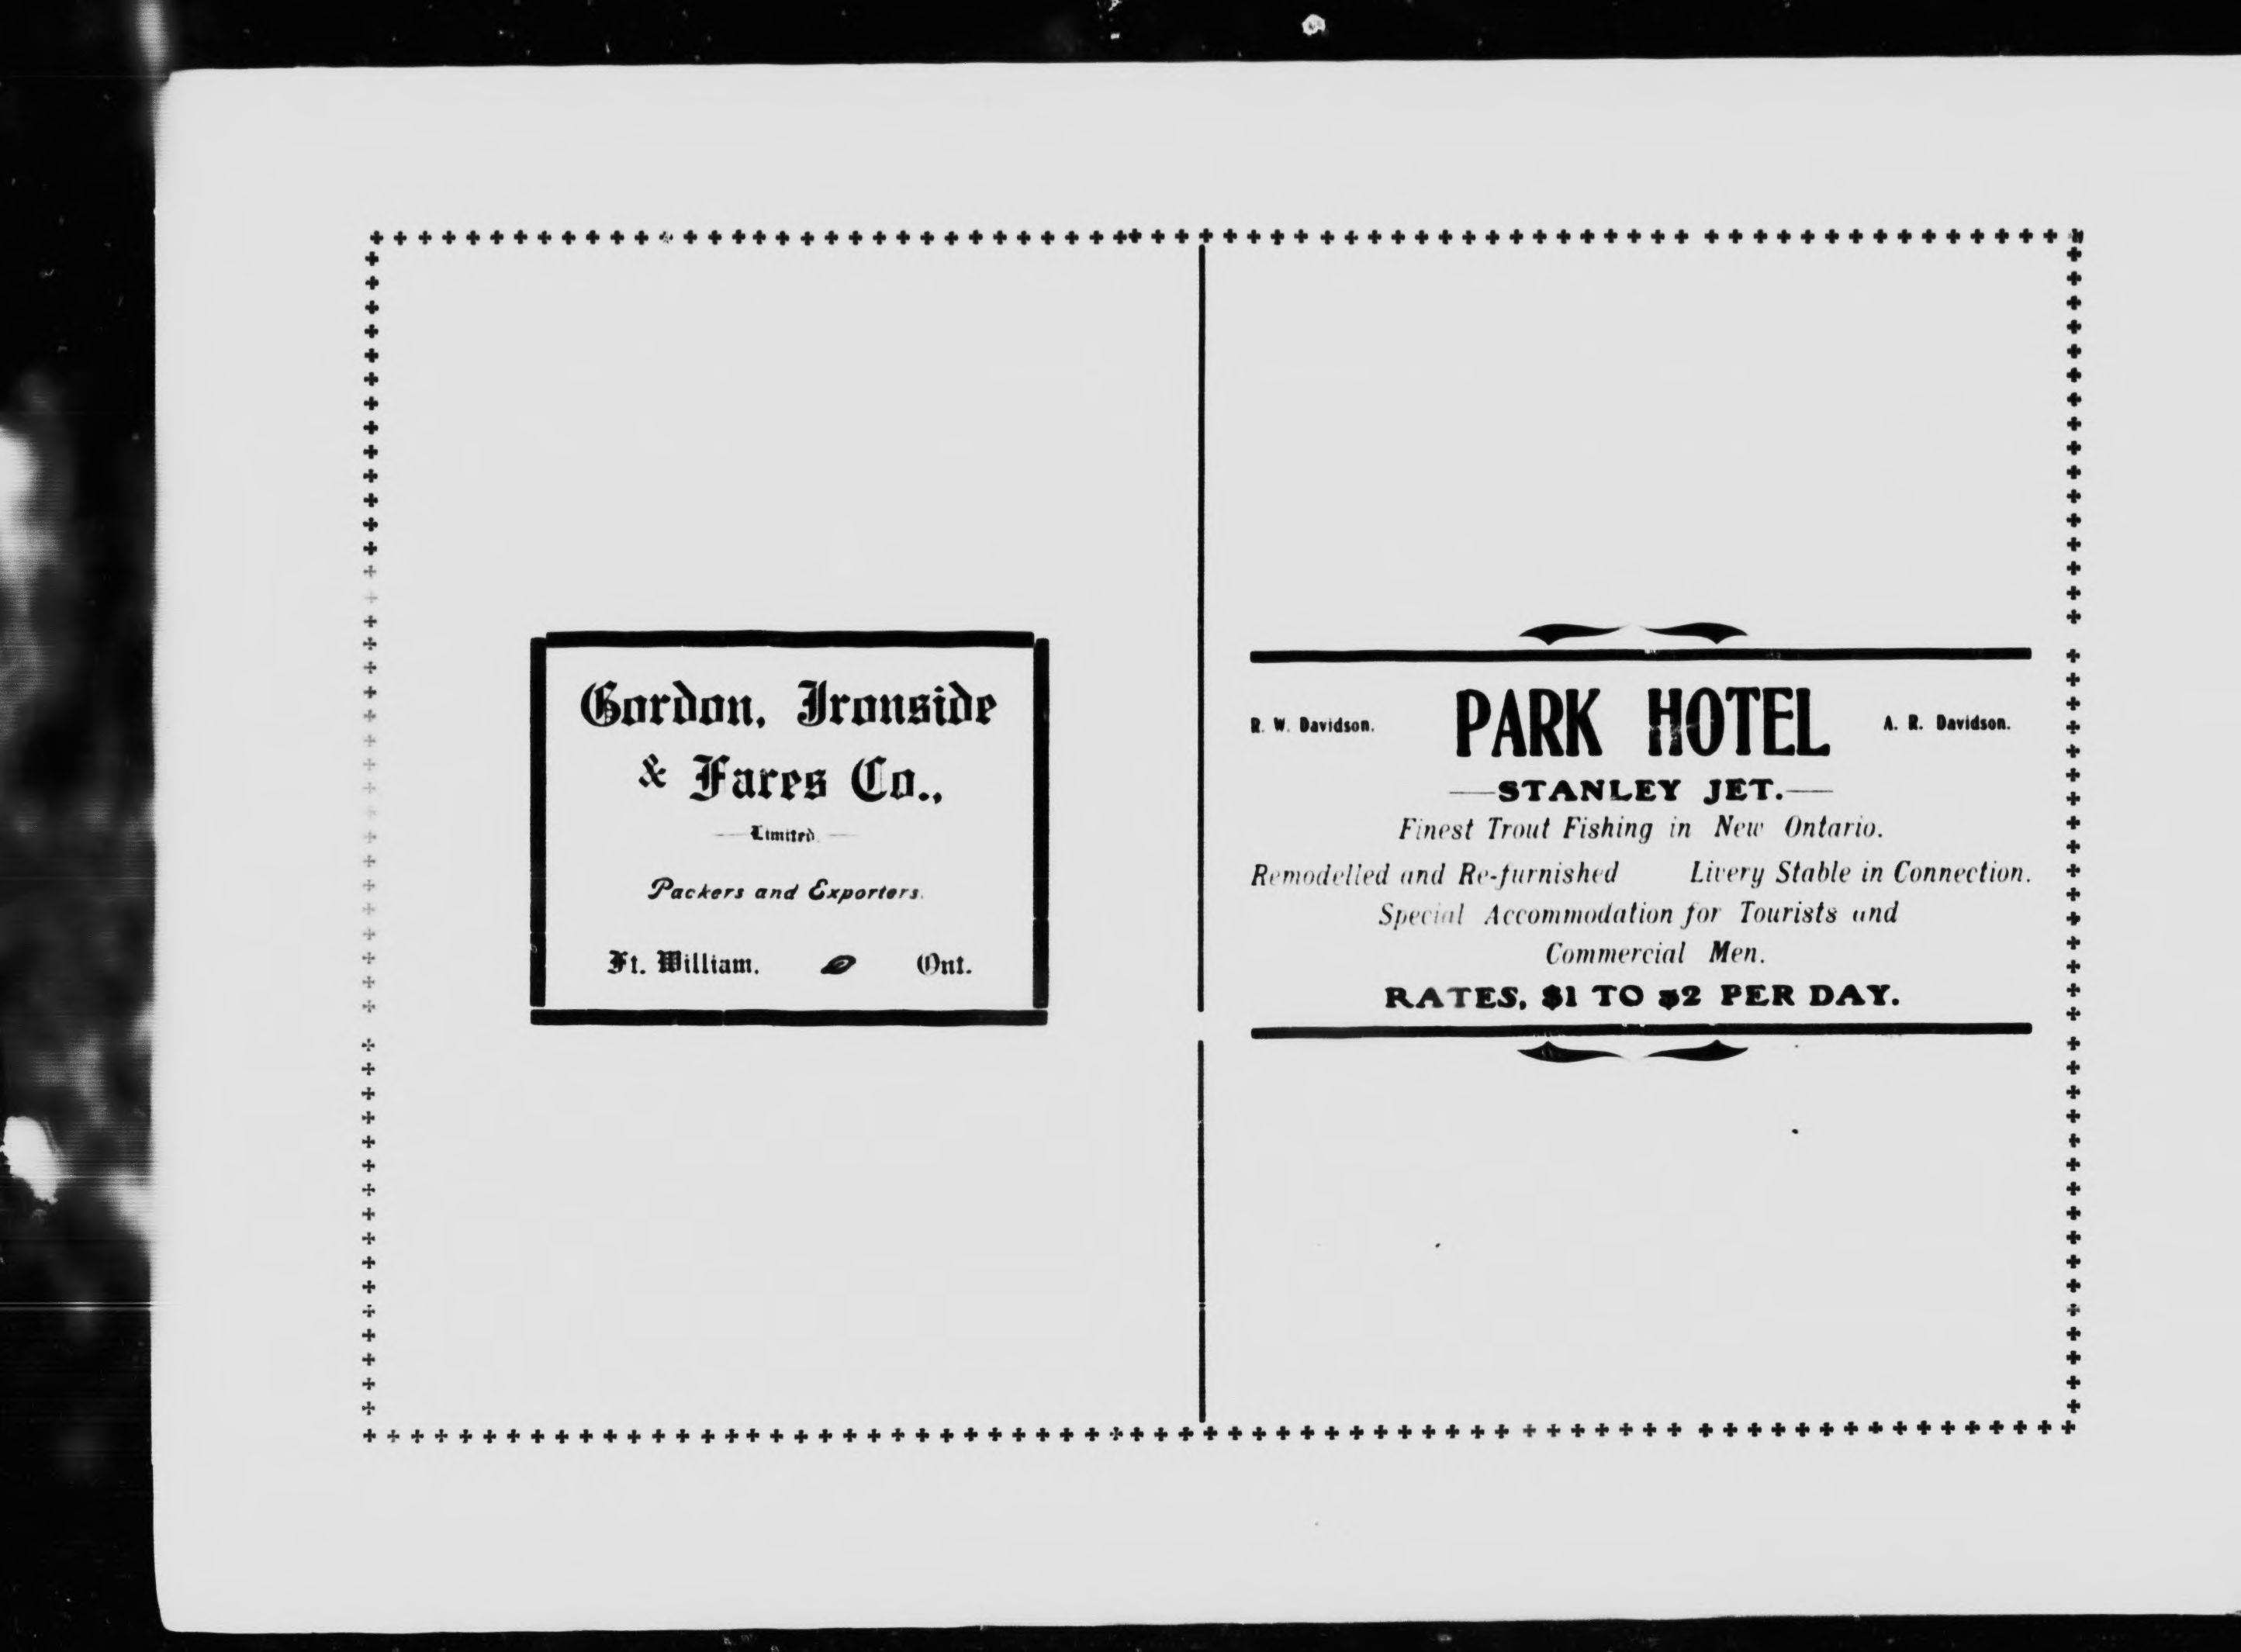 Gordon, Ironside
& Fares Co.,
Limited
Packers and Exporters.
Ft. William. Ont.
R. W. Davidson. PARK HOTEL A. R. Davidson.
—STANLEY JCT.—
Finest Trout Fishing in New Ontario.
Remodelled and Re-furnished Livery Stable in Connection.
Special Accommodation for Tourists and
Commercial Men.
RATES, $1 TO $2 PER DAY.